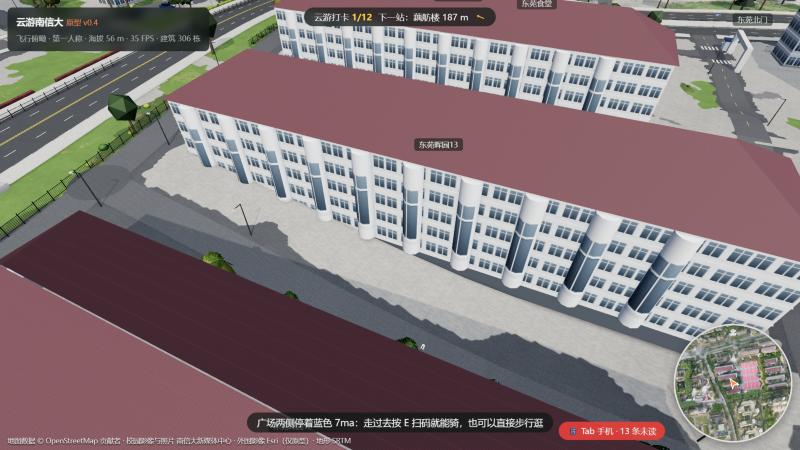 东苑食堂
云游南信大 原型 v0.4
云游打卡 1/12 下一站：藕舫楼 187 m
东苑北门
飞行俯瞰 · 第一人称 · 海拔 56 m · 35 FPS · 建筑 306 栋
东苑晖园13
广场两侧停着蓝色 7ma：走过去按 E 扫码就能骑，也可以直接步行逛
Tab 手机 · 13 条未读
地图数据 © OpenStreetMap 贡献者 · 校园影像与照片 南信大新媒体中心 · 外围影像 Esri（仅原型） · 地形 SRTM